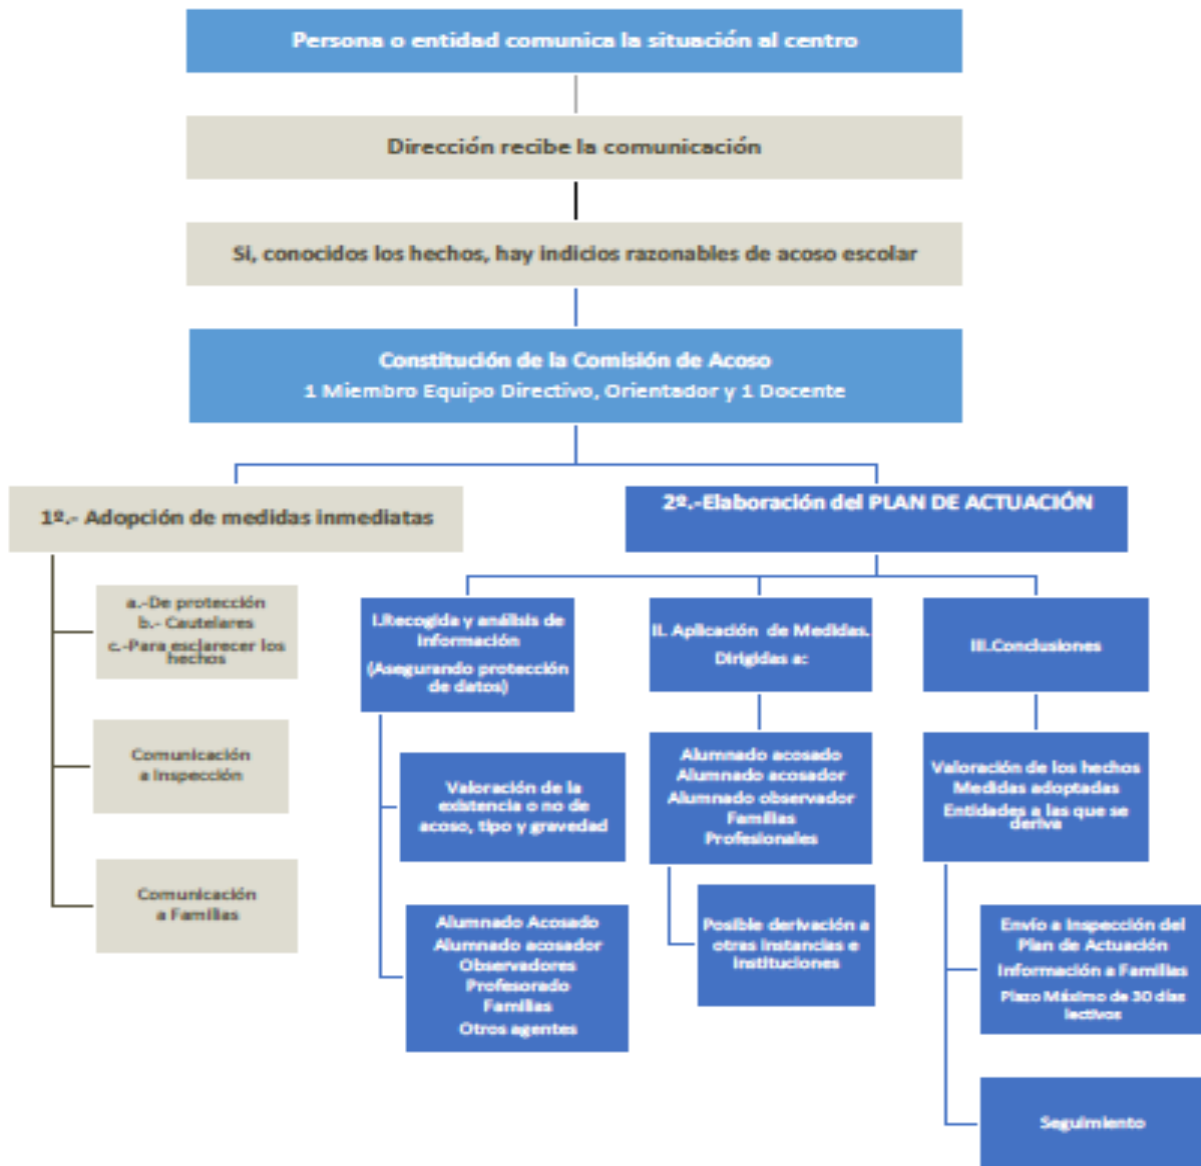 Persona o entidad comunica la situación al centro
Dirección recibe la comunicación
Si, conocidos los hechos, hay indicios razonables de acoso escolar
Constitución de la Comisión de Acoso
1 Miembro Equipo Directivo, Orientador y 1 Docente
1º.- Adopción de medidas inmediatas
a.-De protección
b.- Cautelares
c.-Para esclarecer los
hechos
Comunicación
a Inspección
Comunicación
a Familias
2º.-Elaboración del PLAN DE ACTUACIÓN
I.Recogida y análisis de
información
(Asegurando protección
de datos)
Valoración de la
existencia o no de
acoso, tipo y gravedad
Alumnado Acosado
Alumnado acosador
Observadores
Profesorado
Familias
Otros agentes
II. Aplicación de Medidas.
Dirigidas a:
Alumnado acosado
Alumnado acosador
Alumnado observador
Familias
Profesionales
Posible derivación a
otras instancias e
instituciones
III.Conclusiones
Valoración de los hechos
Medidas adoptadas
Entidades a las que se
deriva
Envío a Inspección del
Plan de Actuación
Información a Familias
Plazo Máximo de 30 días
lectivos
Seguimiento